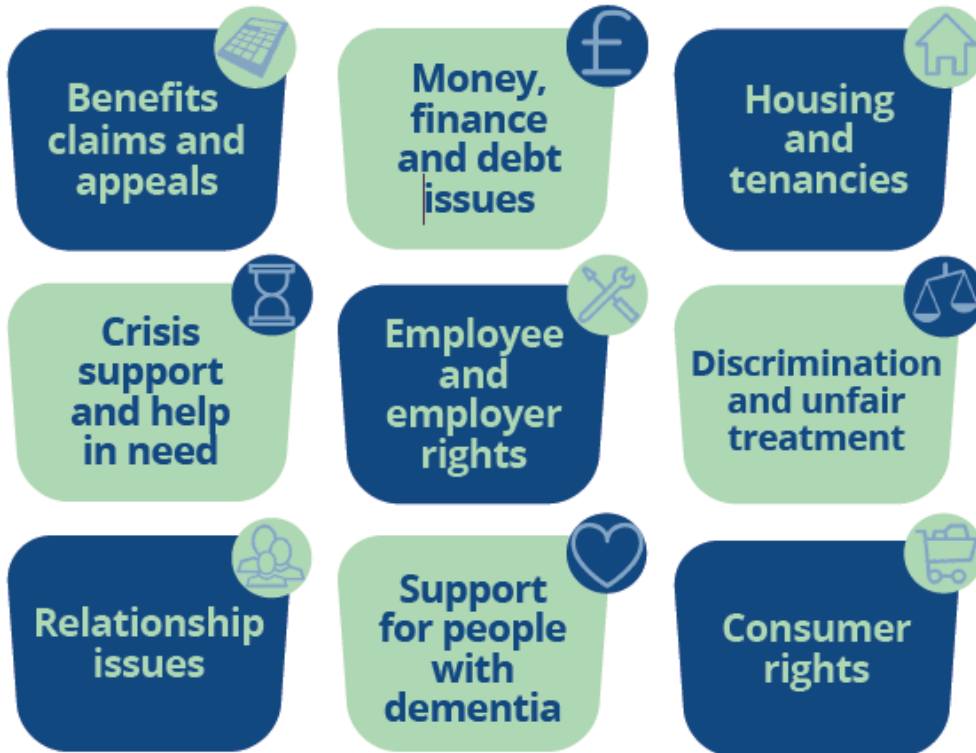 Benefits
claims and
appeals
Money,
finance
and debt
issues
Housing
and
tenancies
Crisis
support
and help
in need
Employee
and
employer
rights
Discrimination
and unfair
treatment
Relationship
issues
Support
for people
with
dementia
Consumer
rights